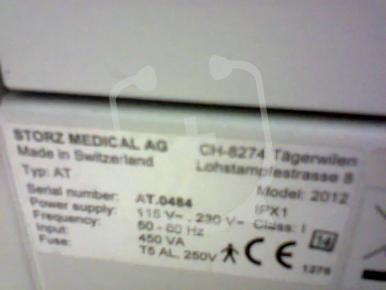 STORZ MEDICAL AG CH-8274 Tägerwilen
Made in Switzerland Lohstampfestrasse 8
Typ: AT Model: 2012
Serial number: AT.0484 IPX1
Power supply: 115 V~, 230 V~ Class: I
Frequency: 50 - 60 Hz
Input: 450 VA 14
Fuse: T5 AL, 250V CE 1275